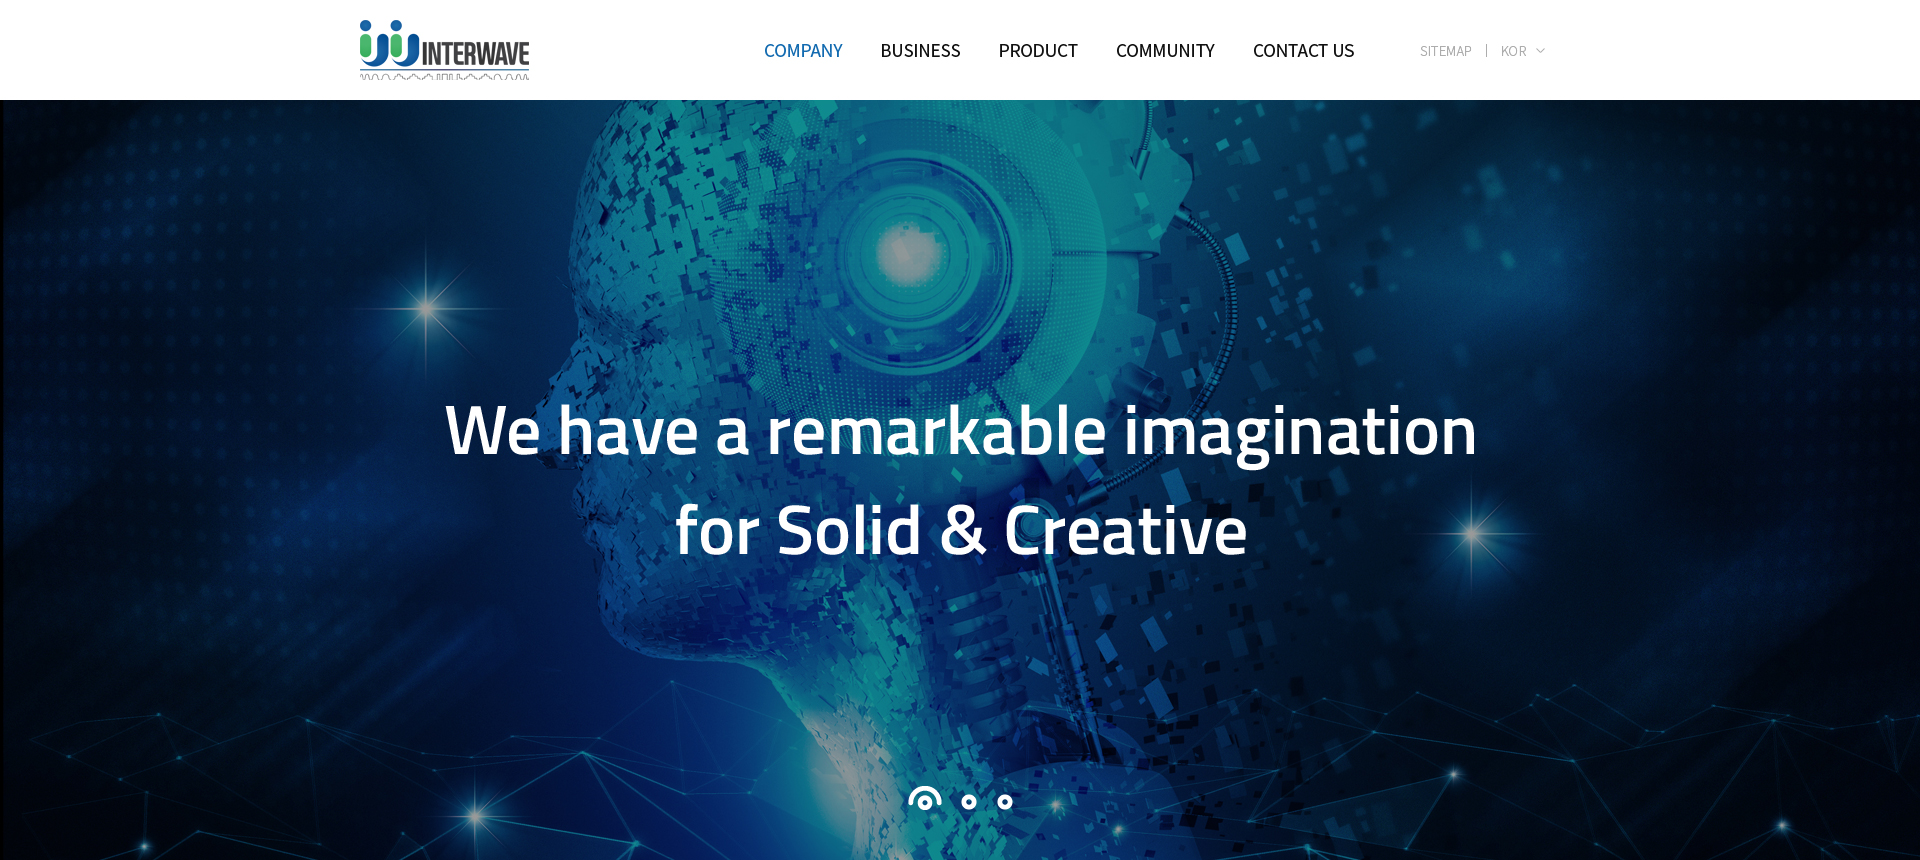 INTERWAVE
COMPANY BUSINESS PRODUCT COMMUNITY CONTACT US SITEMAP | KOR
We have a remarkable imagination
for Solid & Creative